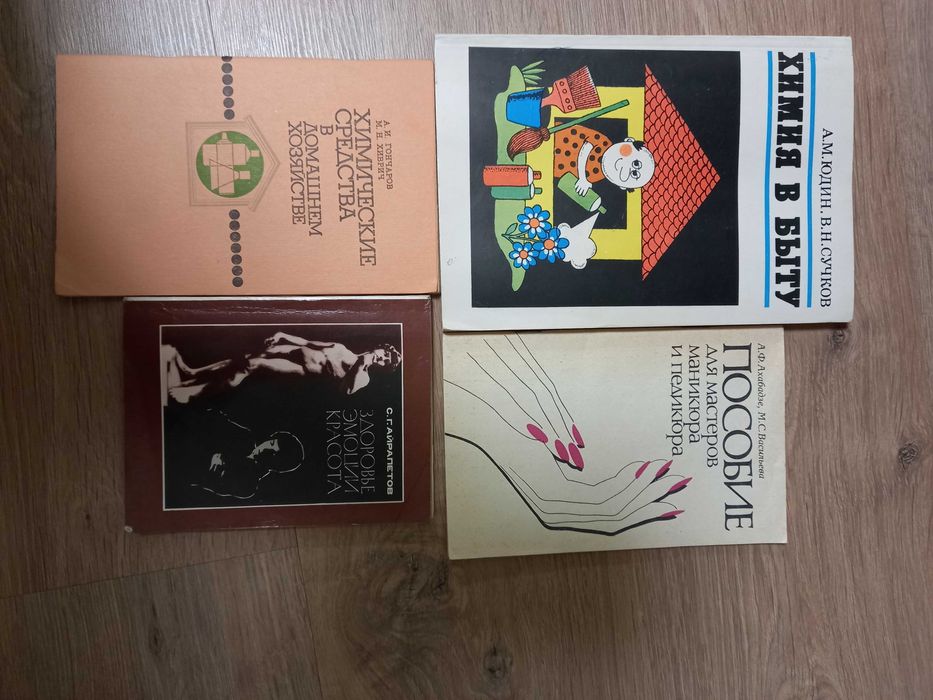 А.М.ЮДИН. В.Н.СУЧКОВ
ХИМИЯ В БЫТУ
А. И. ГОНЧАРОВ
М. Н. ХИВРИЧ
ХИМИЧЕСКИЕ
СРЕДСТВА
В
ДОМАШНЕМ
ХОЗЯЙСТВЕ
А.Ф.Ахабадзе, М.С.Васильева
ПОСОБИЕ
для мастеров
маникюра
и педикюра
С.Г.АЙРАПЕТОВ
ЗДОРОВЬЕ
ЭМОЦИИ
КРАСОТА